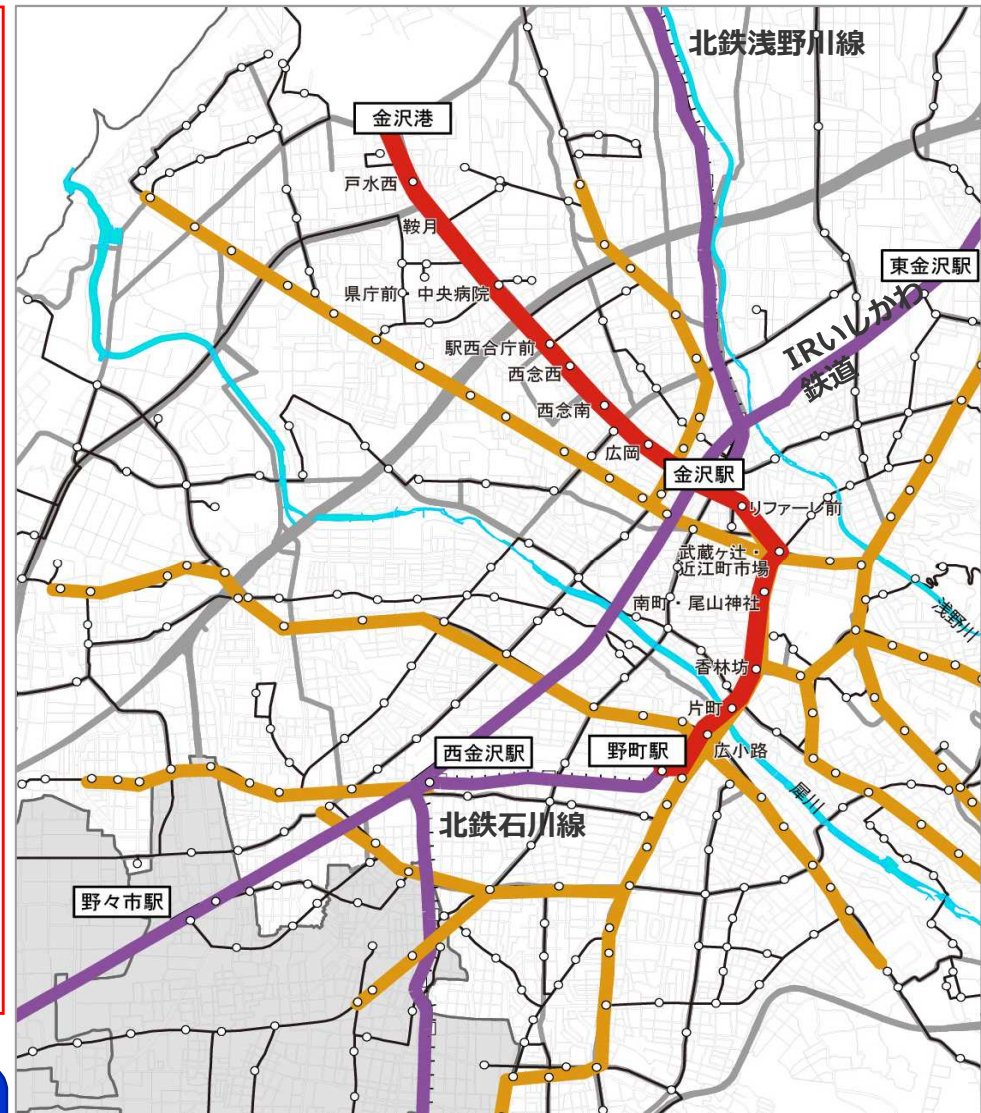 北鉄浅野川線
金沢港
戸水西
鞍月
東金沢駅
県庁前
中央病院
IRいしかわ
鉄道
駅西合庁前
西念西
西念南
広岡
金沢駅
リファーレ前
武蔵ヶ辻・
近江町市場
南町・尾山神社
浅野川
香林坊
片町
西金沢駅
野町駅
広小路
犀川
北鉄石川線
野々市駅